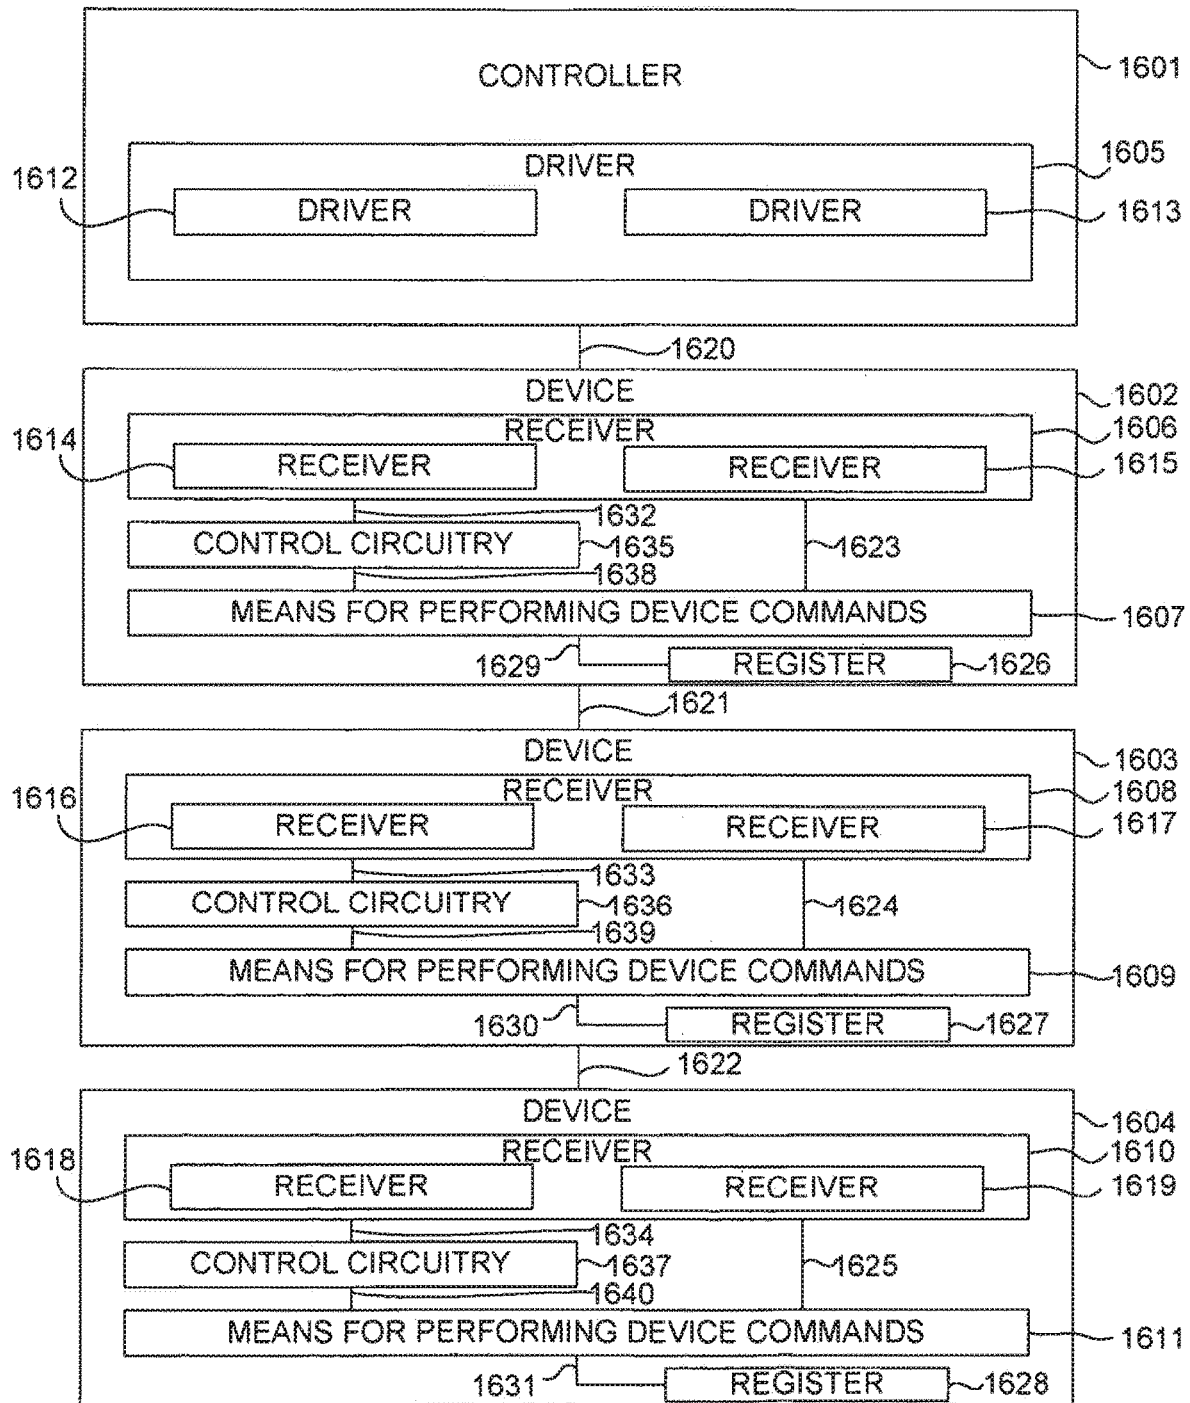 CONTROLLER
1601
DRIVER
1605
1612
DRIVER
DRIVER
1613
1620
DEVICE
1602
RECEIVER
1606
1614
RECEIVER
RECEIVER
1615
1632
CONTROL CIRCUITRY
1635
1623
1638
MEANS FOR PERFORMING DEVICE COMMANDS
1607
1629
REGISTER
1626
1621
DEVICE
1603
RECEIVER
1608
1616
RECEIVER
RECEIVER
1617
1633
CONTROL CIRCUITRY
1636
1624
1639
MEANS FOR PERFORMING DEVICE COMMANDS
1609
1630
REGISTER
1627
1622
DEVICE
1604
RECEIVER
1610
1618
RECEIVER
RECEIVER
1619
1634
CONTROL CIRCUITRY
1637
1625
1640
MEANS FOR PERFORMING DEVICE COMMANDS
1611
1631
REGISTER
1628